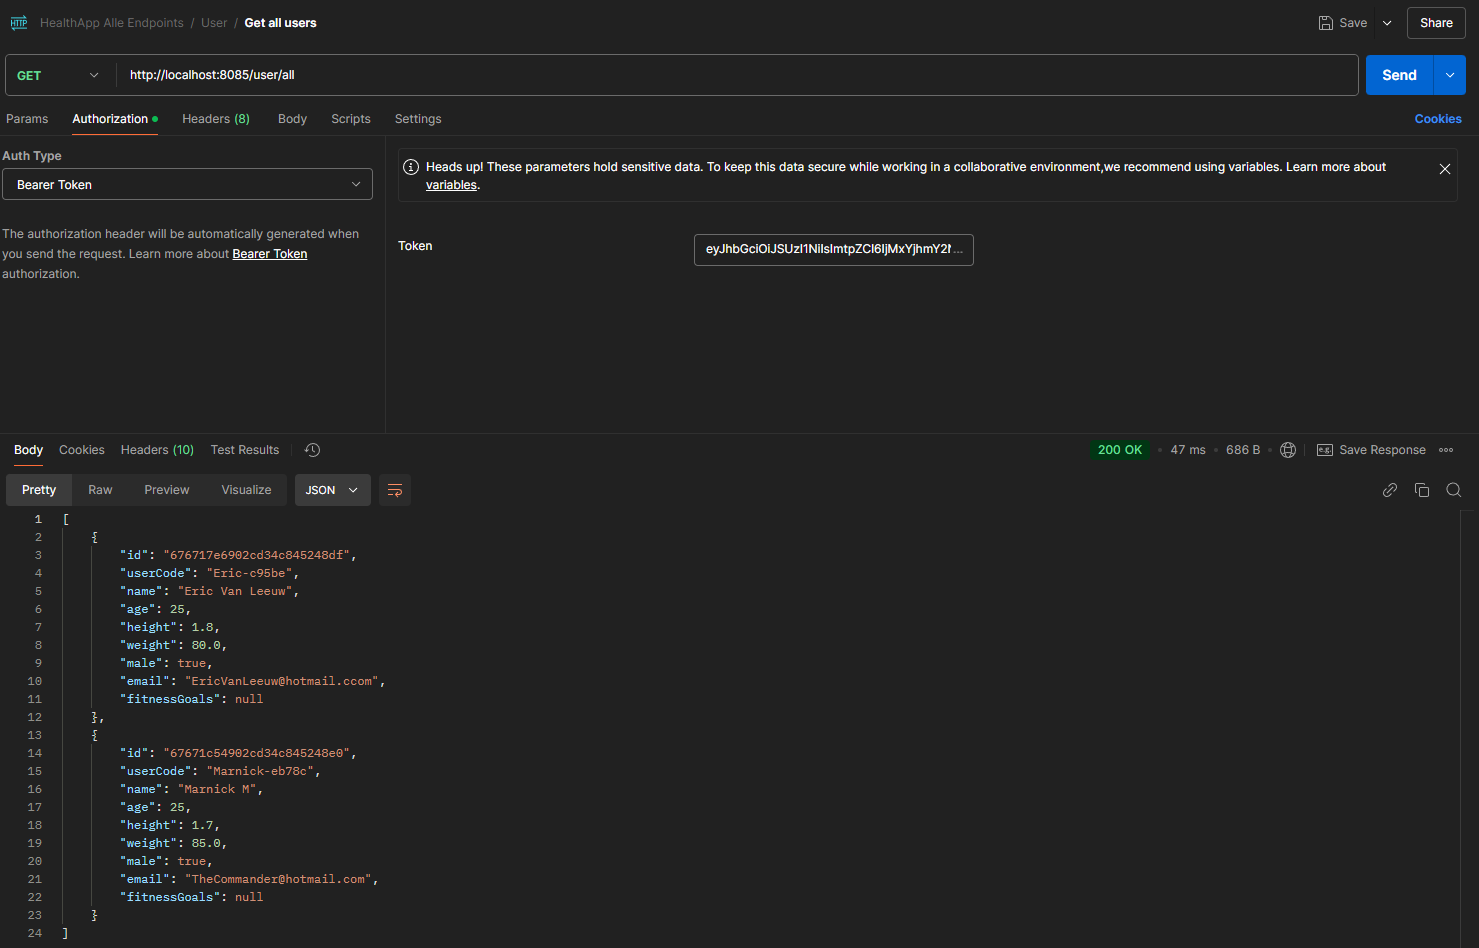 HTTP HealthApp Alle Endpoints / User / Get all users Save Share
GET http://localhost:8085/user/all Send
Params Authorization Headers (8) Body Scripts Settings Cookies
Auth Type
Bearer Token
Heads up! These parameters hold sensitive data. To keep this data secure while working in a collaborative environment,we recommend using variables. Learn more about
variables.
The authorization header will be automatically generated when
you send the request. Learn more about Bearer Token
authorization.
Token
eyJhbGciOiJSUzI1NiIsImtpZCI6IjMxYjhmY2...
Body Cookies Headers (10) Test Results 200 OK 47 ms 686 B e.g. Save Response
Pretty Raw Preview Visualize JSON
1 [
2 {
3 "id": "676717e6902cd34c845248df",
4 "userCode": "Eric-c95be",
5 "name": "Eric Van Leeuw",
6 "age": 25,
7 "height": 1.8,
8 "weight": 80.0,
9 "male": true,
10 "email": "EricVanLeeuw@hotmail.ccom",
11 "fitnessGoals": null
12 },
13 {
14 "id": "67671c54902cd34c845248e0",
15 "userCode": "Marnick-eb78c",
16 "name": "Marnick M",
17 "age": 25,
18 "height": 1.7,
19 "weight": 85.0,
20 "male": true,
21 "email": "TheCommander@hotmail.com",
22 "fitnessGoals": null
23 }
24 ]